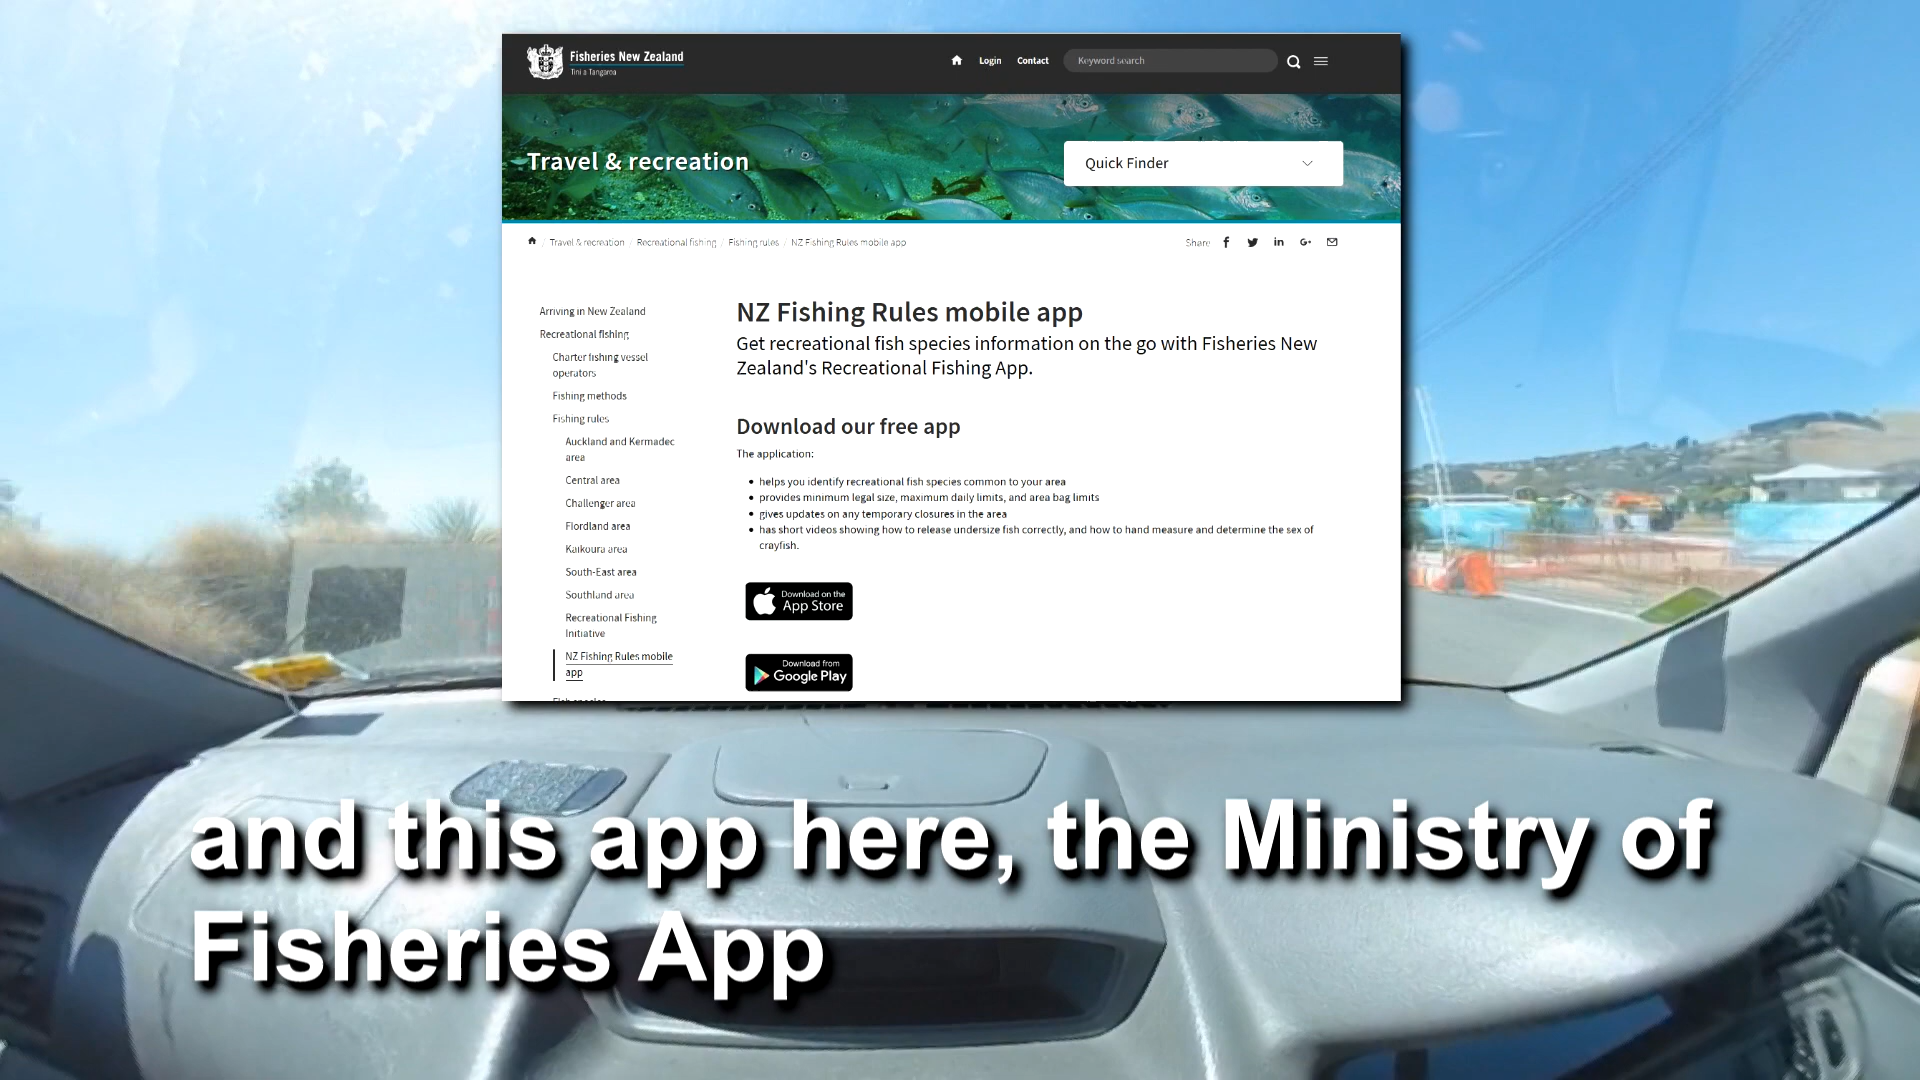 Fisheries New Zealand
Tini a Tangaroa
Login
Contact
Keyword search
Travel & recreation
Quick Finder
/ Travel & recreation / Recreational fishing / Fishing rules / NZ Fishing Rules mobile app
Share
Arriving in New Zealand
Recreational fishing
Charter fishing vessel
operators
Fishing methods
Fishing rules
Auckland and Kermadec
area
Central area
Challenger area
Fiordland area
Kaikoura area
South-East area
Southland area
Recreational Fishing
Initiative
NZ Fishing Rules mobile
app
Fish species
NZ Fishing Rules mobile app
Get recreational fish species information on the go with Fisheries New
Zealand's Recreational Fishing App.
Download our free app
The application:
• helps you identify recreational fish species common to your area
• provides minimum legal size, maximum daily limits, and area bag limits
• gives updates on any temporary closures in the area
• has short videos showing how to release undersize fish correctly, and how to hand measure and determine the sex of
crayfish.
Download on the
App Store
Download from
Google Play
and this app here, the Ministry of
Fisheries App